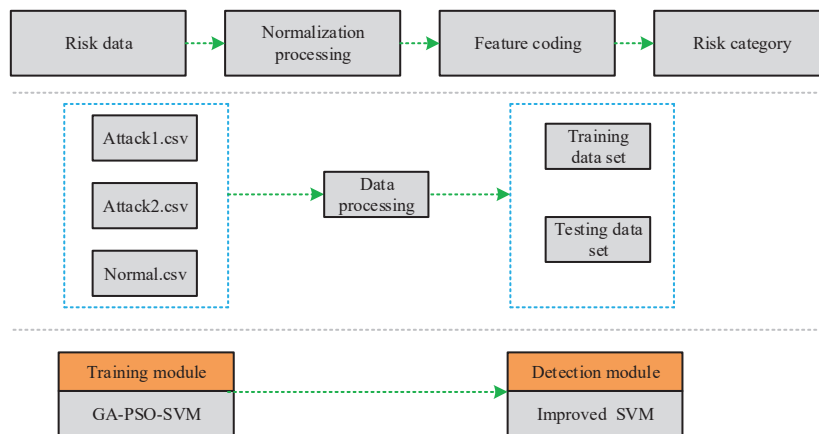 Risk data
Normalization
processing
Feature coding
Risk category
Attack1.csv
Attack2.csv
Normal.csv
Data
processing
Training
data set
Testing data
set
Training module
GA-PSO-SVM
Detection module
Improved SVM